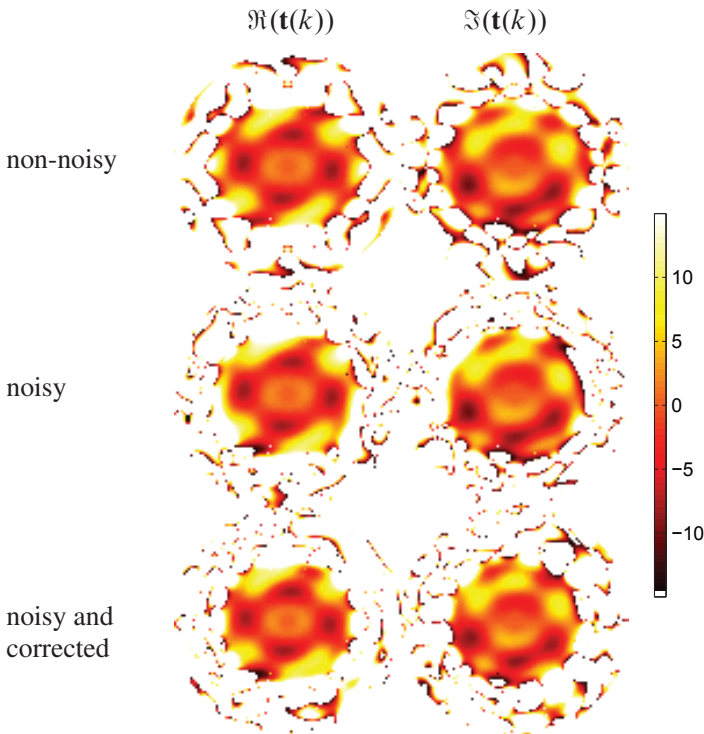 ℜ(𝐭(k)) ℑ(𝐭(k))
non-noisy
noisy
noisy and
corrected
10
5
0
−5
−10